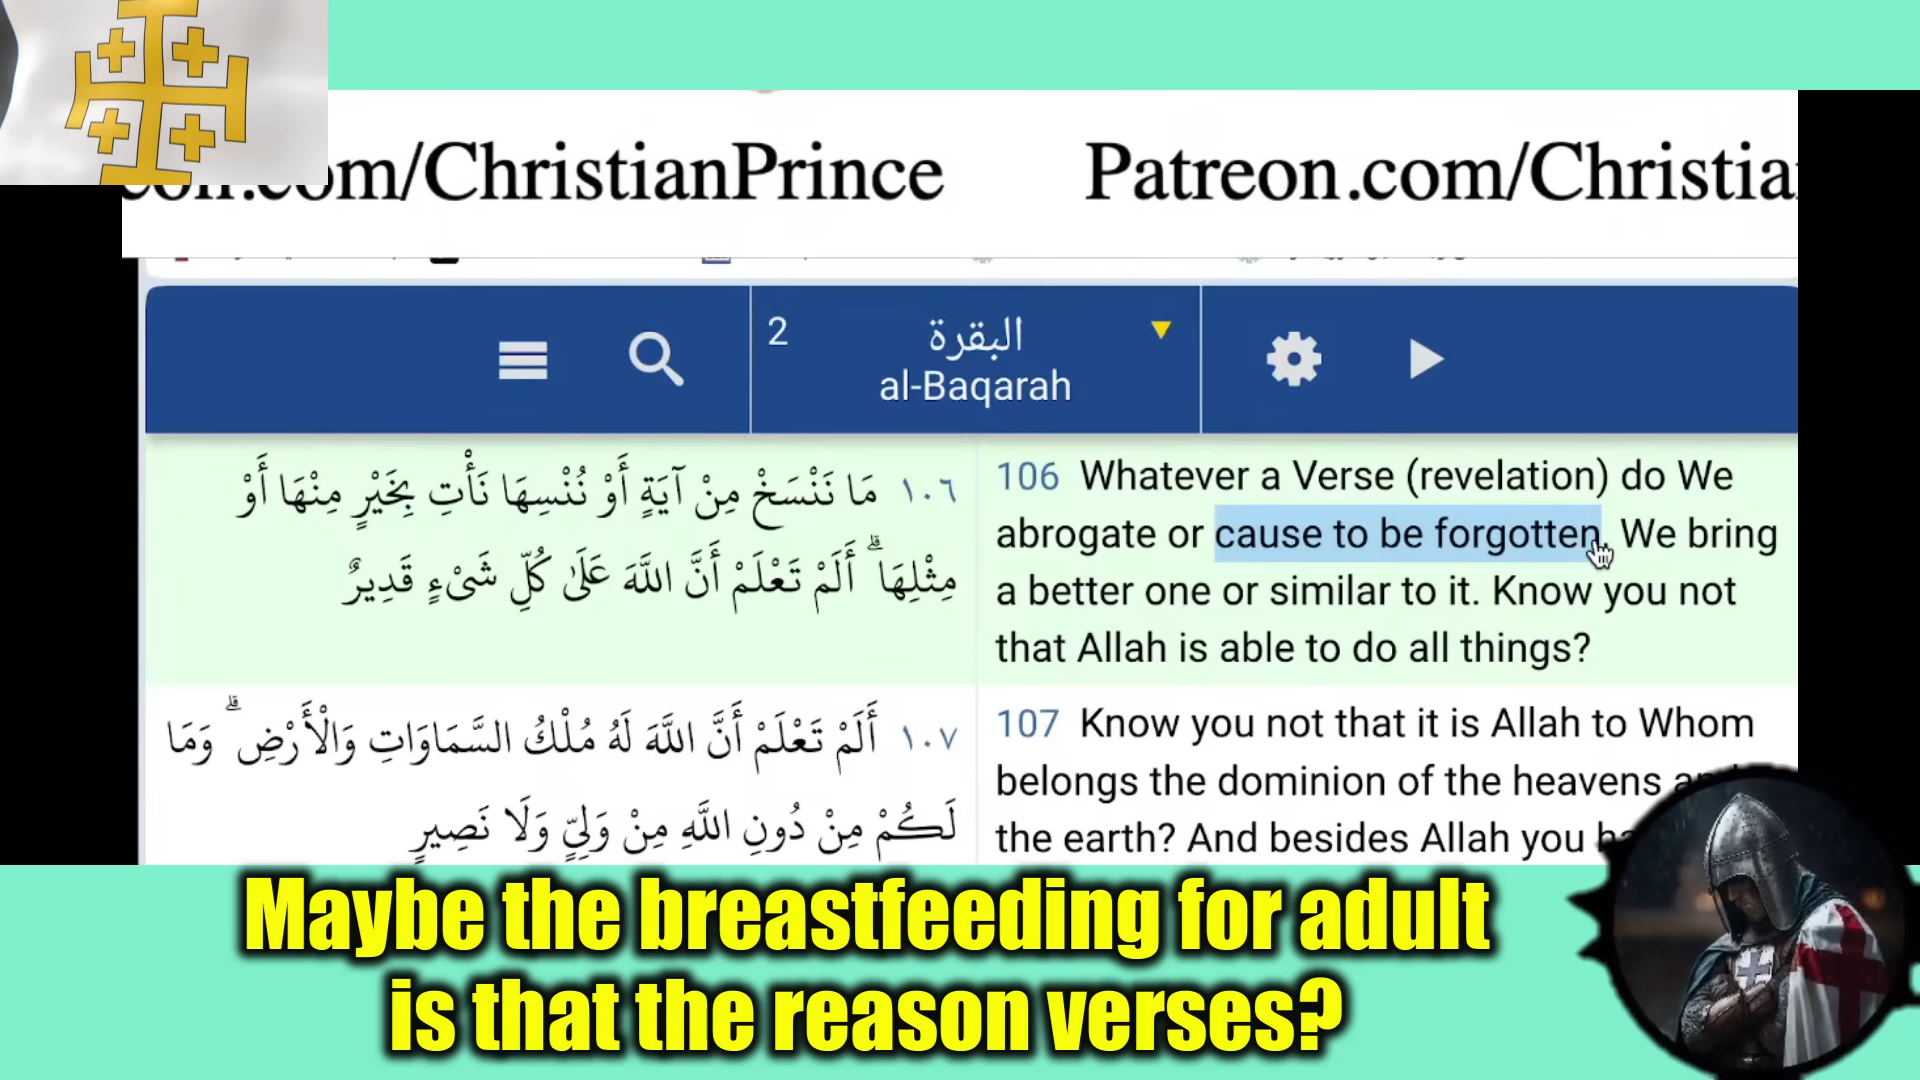 com/ChristianPrince
Patreon.com/Christia
2
البقرة
al-Baqarah
١٠٦ مَا نَنْسَخْ مِنْ آيَةٍ أَوْ نُنْسِهَا نَأْتِ بِخَيْرٍ مِنْهَا أَوْ
مِثْلِهَا ۗ أَلَمْ تَعْلَمْ أَنَّ اللَّهَ عَلَىٰ كُلِّ شَىْءٍ قَدِيرٌ
106 Whatever a Verse (revelation) do We
abrogate or cause to be forgotten, We bring
a better one or similar to it. Know you not
that Allah is able to do all things?
١٠٧ أَلَمْ تَعْلَمْ أَنَّ اللَّهَ لَهُ مُلْكُ السَّمَاوَاتِ وَالْأَرْضِ ۗ وَمَا
لَكُمْ مِنْ دُونِ اللَّهِ مِنْ وَلِيٍّ وَلَا نَصِيرٍ
107 Know you not that it is Allah to Whom
belongs the dominion of the heavens
the earth? And besides Allah you
Maybe the breastfeeding for adult
is that the reason verses?